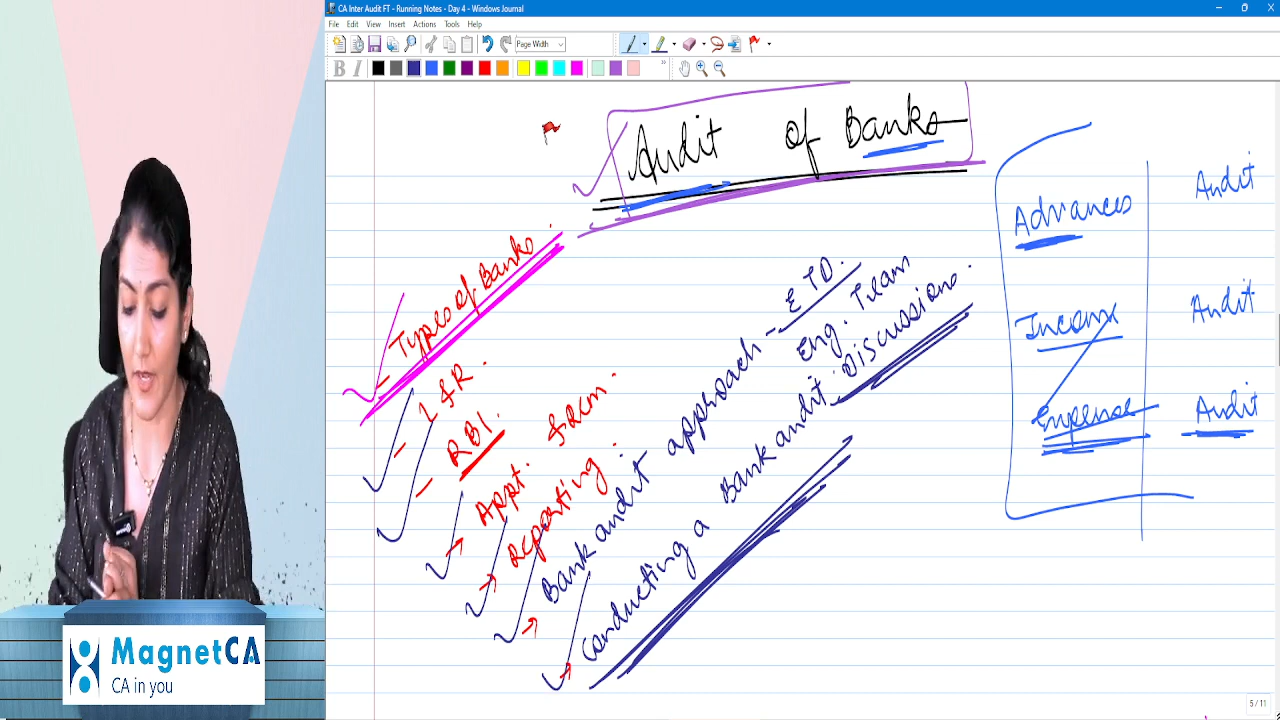 CA Inter Audit FT - Running Notes - Day 4 - Windows Journal
File Edit View Insert Actions Tools Help
Page Width
B I
Audit of Banks
- Types of Banks.
- L & R.
- RBI.
→ Appt. & Rem.
→ Reporting.
→ Bank audit approach - ETD.
Eng. Team
Discussions.
→ Conducting a Bank audit.
Advances Audit
Income Audit
Expense Audit
MagnetCA
CA in you
5 / 11